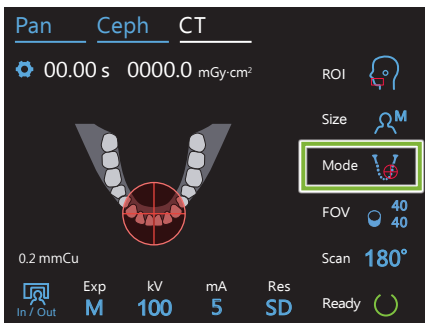 Pan Ceph CT
00.00 s 0000.0 mGy·cm²
ROI
Size M
Mode
FOV 40
40
0.2 mmCu
Scan 180°
Exp kV mA Res
In / Out M 100 5 SD
Ready